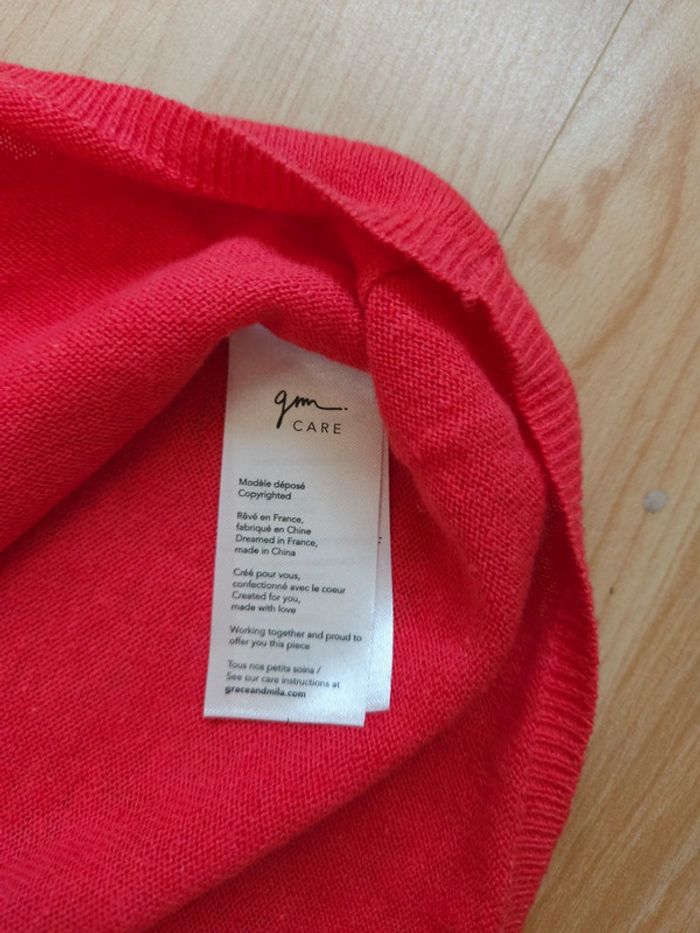 gm.
CARE
Modèle déposé
Copyrighted
Rêvé en France,
fabriqué en Chine
Dreamed in France,
made in China
Créé pour vous,
confectionné avec le coeur
Created for you,
made with love
Working together and proud to
offer you this piece
Tous nos petits soins /
See our care instructions at
graceandmila.com